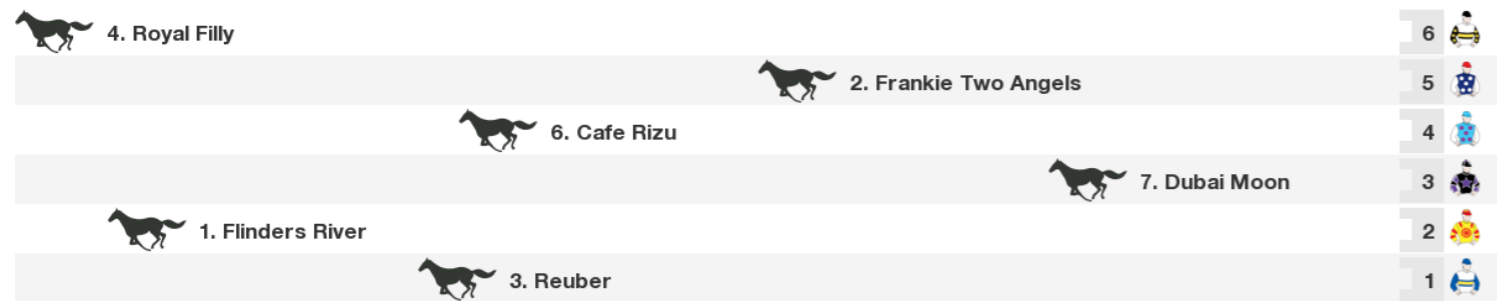 4. Royal Filly 6
2. Frankie Two Angels 5
6. Cafe Rizu 4
7. Dubai Moon 3
1. Flinders River 2
3. Reuber 1